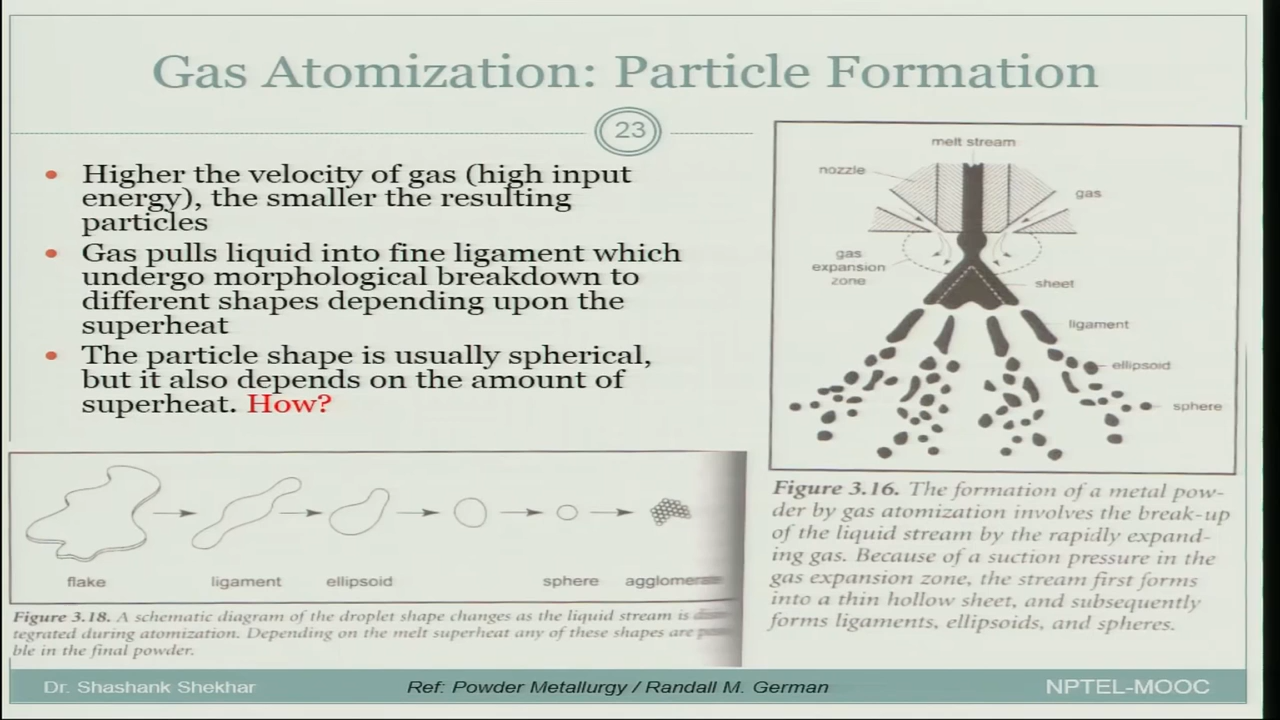 Gas Atomization: Particle Formation
23
• Higher the velocity of gas (high input
energy), the smaller the resulting
particles
• Gas pulls liquid into fine ligament which
undergo morphological breakdown to
different shapes depending upon the
superheat
• The particle shape is usually spherical,
but it also depends on the amount of
superheat. How?
melt stream
nozzle
gas
gas
expansion
zone
sheet
ligament
ellipsoid
sphere
Figure 3.16. The formation of a metal pow-
der by gas atomization involves the break-up
of the liquid stream by the rapidly expand-
ing gas. Because of a suction pressure in the
gas expansion zone, the stream first forms
into a thin hollow sheet, and subsequently
forms ligaments, ellipsoids, and spheres.
flake
ligament
ellipsoid
sphere
agglomerate
Figure 3.18. A schematic diagram of the droplet shape changes as the liquid stream is
tegrated during atomization. Depending on the melt superheat any of these shapes are
ble in the final powder.
Dr. Shashank Shekhar
Ref: Powder Metallurgy / Randall M. German
NPTEL-MOOC